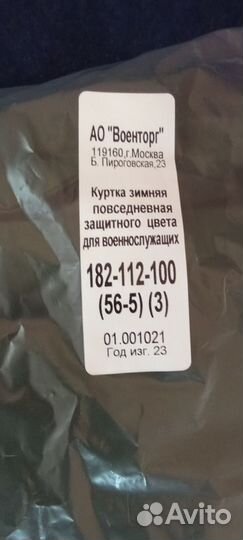 АО "Военторг"
119160,г.Москва
Б. Пироговская,23
Куртка зимняя
повседневная
защитного цвета
для военнослужащих
182-112-100
(56-5) (3)
01.001021
Год изг. 23
Avito